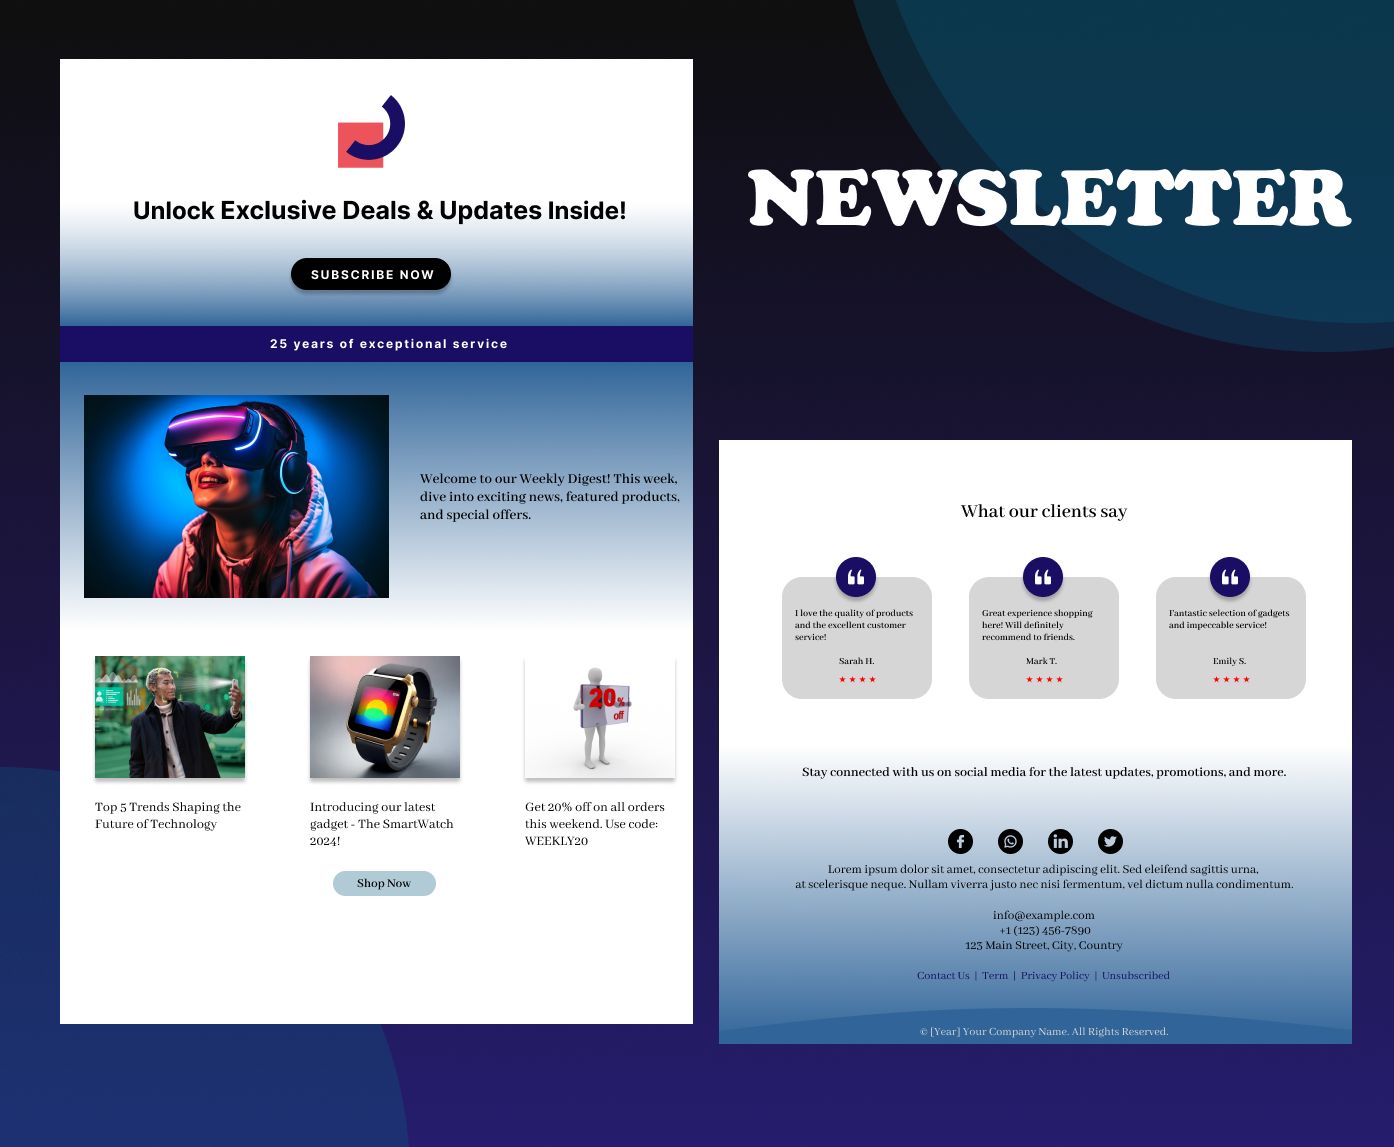 Unlock Exclusive Deals & Updates Inside!
SUBSCRIBE NOW
25 years of exceptional service
Welcome to our Weekly Digest! This week,
dive into exciting news, featured products,
and special offers.
20%
off
Top 5 Trends Shaping the
Future of Technology
Introducing our latest
gadget - The SmartWatch
2024!
Get 20% off on all orders
this weekend. Use code:
WEEKLY20
Shop Now
NEWSLETTER
What our clients say
I love the quality of products
and the excellent customer
service!
Sarah H.
Great experience shopping
here! Will definitely
recommend to friends.
Mark T.
Fantastic selection of gadgets
and impeccable service!
Emily S.
Stay connected with us on social media for the latest updates, promotions, and more.
Lorem ipsum dolor sit amet, consectetur adipiscing elit. Sed eleifend sagittis urna,
at scelerisque neque. Nullam viverra justo nec nisi fermentum, vel dictum nulla condimentum.
info@example.com
+1 (123) 456-7890
123 Main Street, City, Country
Contact Us | Term | Privacy Policy | Unsubscribed
© [Year] Your Company Name. All Rights Reserved.